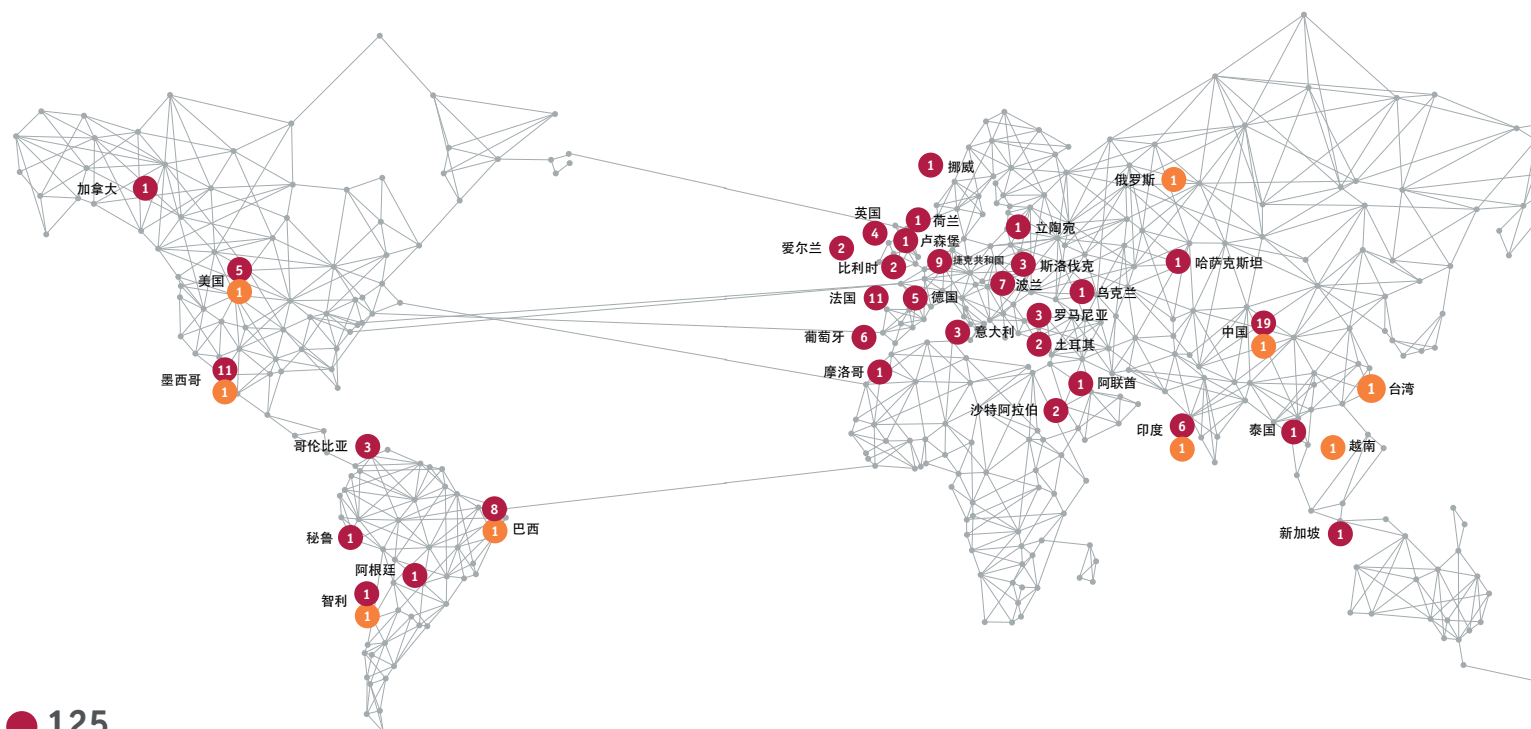 1 挪威
俄罗斯 1
加拿大 1
英国
4
1 荷兰
1 卢森堡
1 立陶宛
爱尔兰 2
比利时 2
9 捷克共和国
3 斯洛伐克
1 哈萨克斯坦
美国
5
1
法国 11
5 德国
7 波兰
1 乌克兰
3 罗马尼亚
中国
19
1
葡萄牙 6
3 意大利
2 土耳其
墨西哥
11
1
摩洛哥 1
1 阿联酋
1 台湾
沙特阿拉伯 2
印度
6
1
泰国 1
1 越南
哥伦比亚 3
8
1 巴西
秘鲁 1
新加坡 1
阿根廷 1
智利
1
1
125